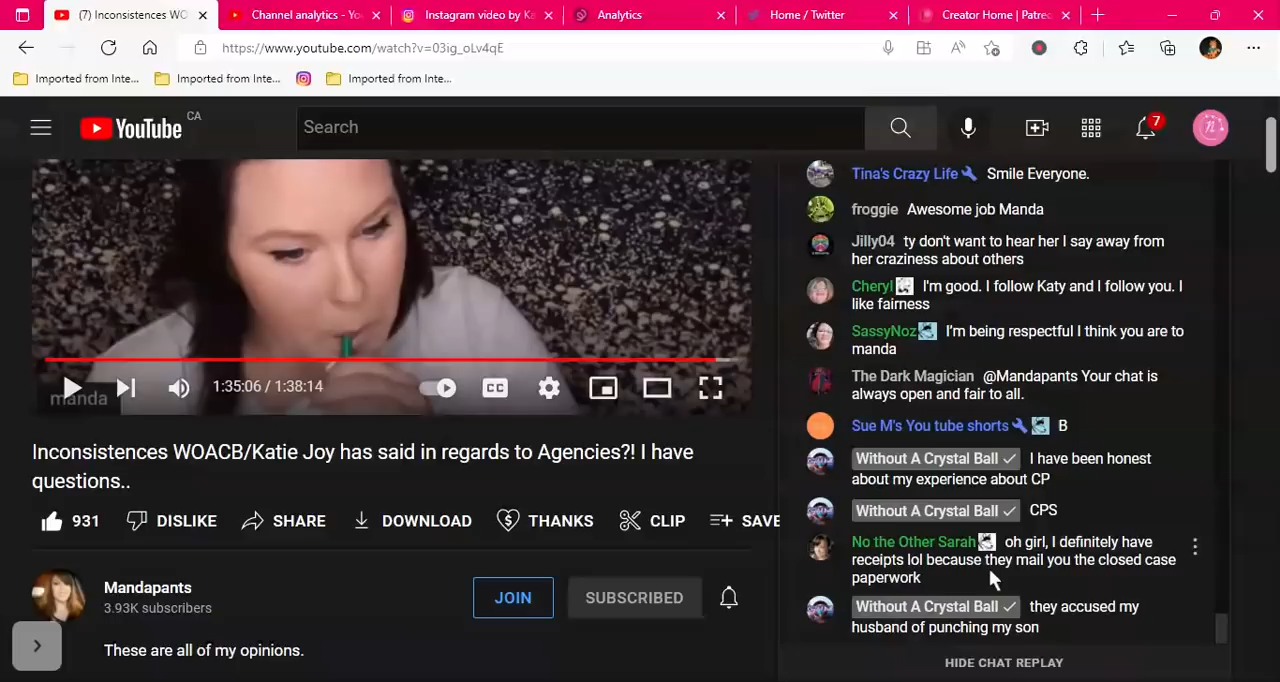 (7) Inconsistences WO
Channel analytics - Yo
Instagram video by Ka
Analytics
Home / Twitter
Creator Home | Patreo
https://www.youtube.com/watch?v=03ig_oLv4qE
Imported from Inte...
Imported from Inte...
Imported from Inte...
YouTube CA
Search
7
n
Tina's Crazy Life Smile Everyone.
froggie Awesome job Manda
Jilly04 ty don't want to hear her I say away from
her craziness about others
Cheryl I'm good. I follow Katy and I follow you. I
like fairness
SassyNoz I'm being respectful I think you are to
manda
The Dark Magician @Mandapants Your chat is
always open and fair to all.
Sue M's You tube shorts B
Without A Crystal Ball I have been honest
about my experience about CP
Without A Crystal Ball CPS
No the Other Sarah oh girl, I definitely have
receipts lol because they mail you the closed case
paperwork
Without A Crystal Ball they accused my
husband of punching my son
HIDE CHAT REPLAY
1:35:06 / 1:38:14
CC
manda
Inconsistences WOACB/Katie Joy has said in regards to Agencies?! I have
questions..
931 DISLIKE SHARE DOWNLOAD THANKS CLIP SAVE
Mandapants
3.93K subscribers
JOIN
SUBSCRIBED
These are all of my opinions.